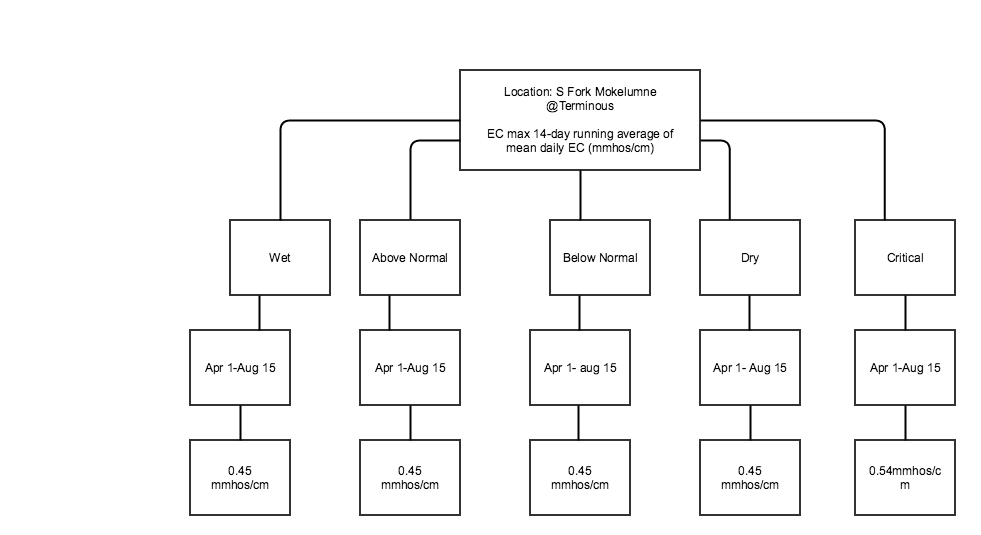 Location: S Fork Mokelumne
@Terminous
EC max 14-day running average of
mean daily EC (mmhos/cm)
Wet
Above Normal
Below Normal
Dry
Critical
Apr 1-Aug 15
Apr 1-Aug 15
Apr 1- aug 15
Apr 1- Aug 15
Apr 1-Aug 15
0.45
mmhos/cm
0.45
mmhos/cm
0.45
mmhos/cm
0.45
mmhos/cm
0.54mmhos/c
m